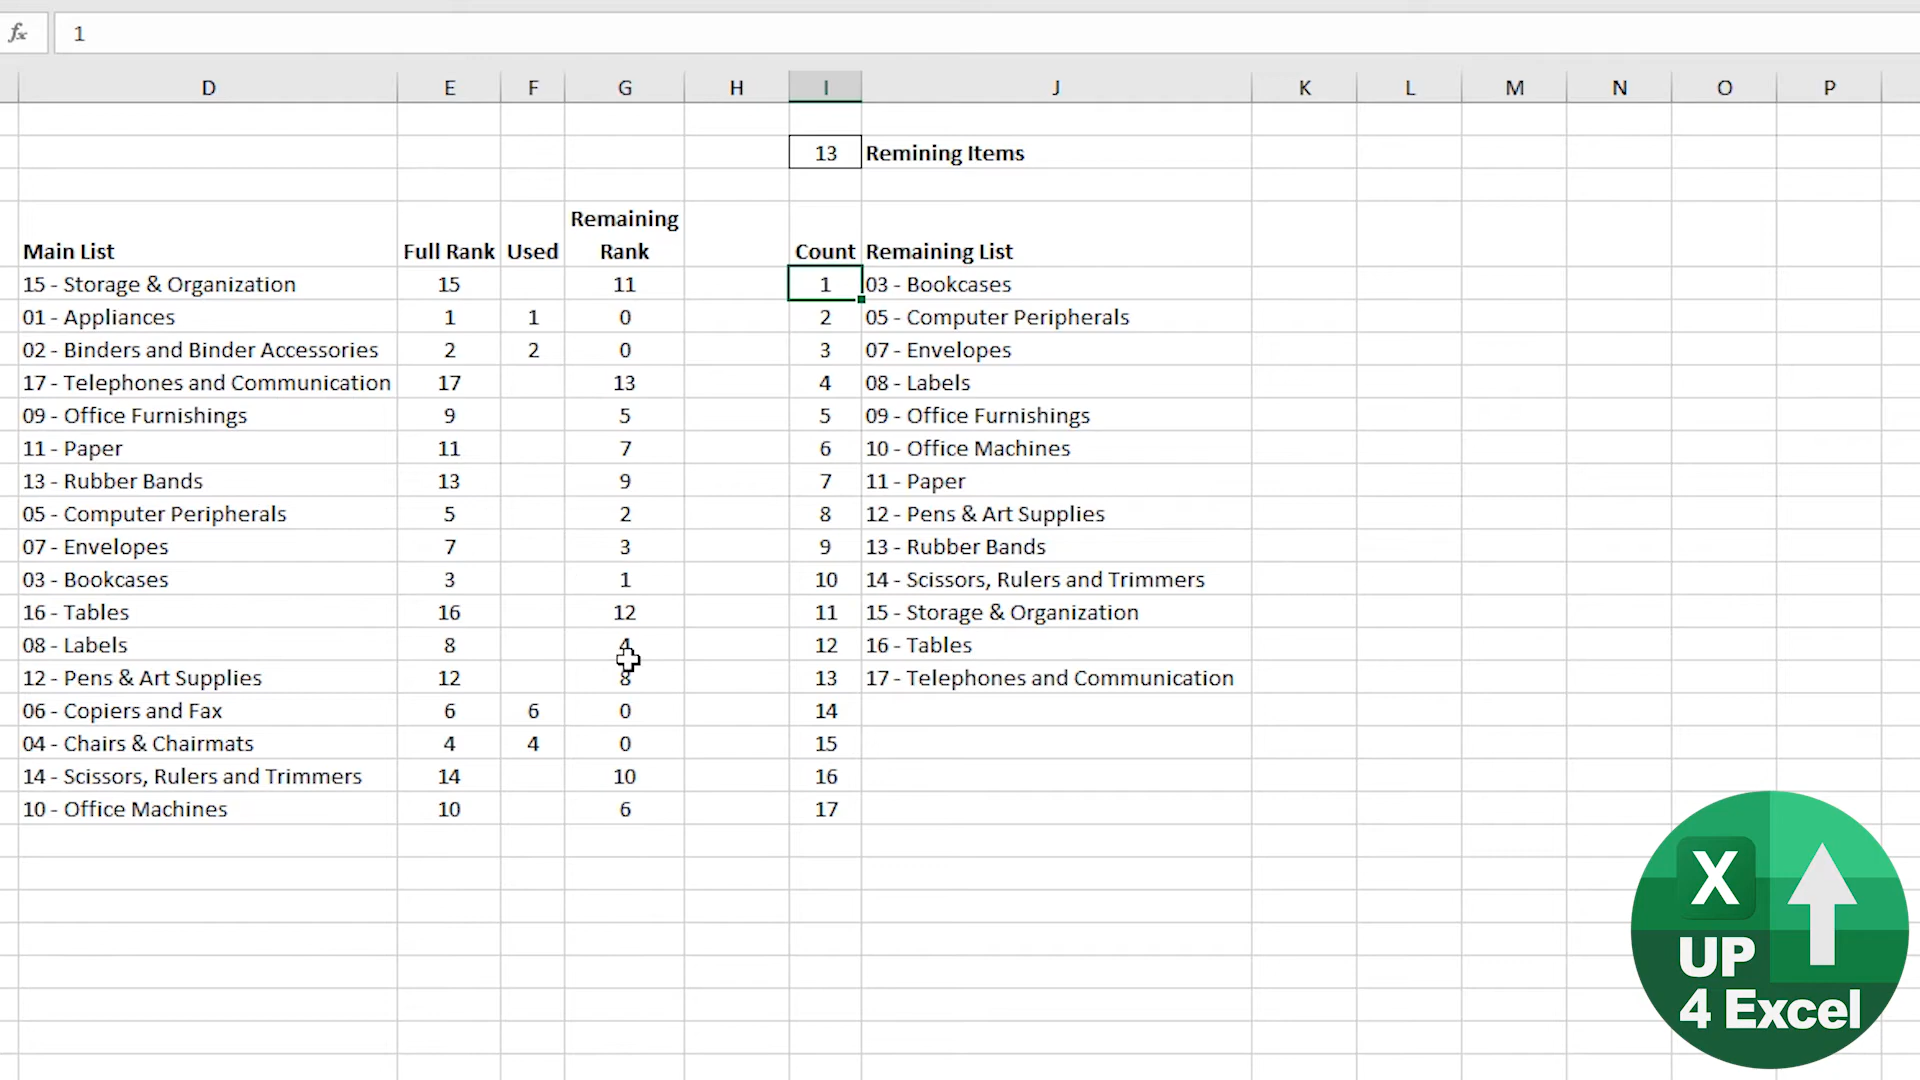 fx 1
D E F G H I J K L M N O P
13 Remining Items
Remaining
Main List Full Rank Used Rank Count Remaining List
15 - Storage & Organization 15 11 1 03 - Bookcases
01 - Appliances 1 1 0 2 05 - Computer Peripherals
02 - Binders and Binder Accessories 2 2 0 3 07 - Envelopes
17 - Telephones and Communication 17 13 4 08 - Labels
09 - Office Furnishings 9 5 5 09 - Office Furnishings
11 - Paper 11 7 6 10 - Office Machines
13 - Rubber Bands 13 9 7 11 - Paper
05 - Computer Peripherals 5 2 8 12 - Pens & Art Supplies
07 - Envelopes 7 3 9 13 - Rubber Bands
03 - Bookcases 3 1 10 14 - Scissors, Rulers and Trimmers
16 - Tables 16 12 11 15 - Storage & Organization
08 - Labels 8 4 12 16 - Tables
12 - Pens & Art Supplies 12 8 13 17 - Telephones and Communication
06 - Copiers and Fax 6 6 0 14
04 - Chairs & Chairmats 4 4 0 15
14 - Scissors, Rulers and Trimmers 14 10 16
10 - Office Machines 10 6 17
X
UP
4 Excel